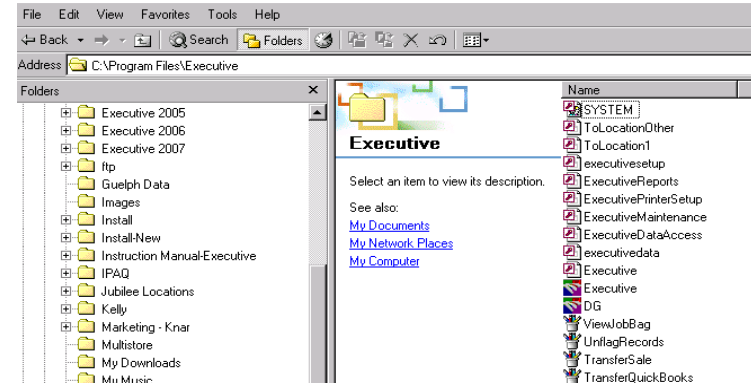 File Edit View Favorites Tools Help
Back Search Folders
Address C:\Program Files\Executive
Folders
Executive 2005
Executive 2006
Executive 2007
ftp
Guelph Data
Images
Install
Install-New
Instruction Manual-Executive
IPAQ
Jubilee Locations
Kelly
Marketing - Knar
Multistore
My Downloads
My Music
Executive
Select an item to view its description.
See also:
My Documents
My Network Places
My Computer
Name
SYSTEM
ToLocationOther
ToLocation1
executivesetup
ExecutiveReports
ExecutivePrinterSetup
ExecutiveMaintenance
ExecutiveDataAccess
executivedata
Executive
Executive
DG
ViewJobBag
UnflagRecords
TransferSale
TransferQuickBooks